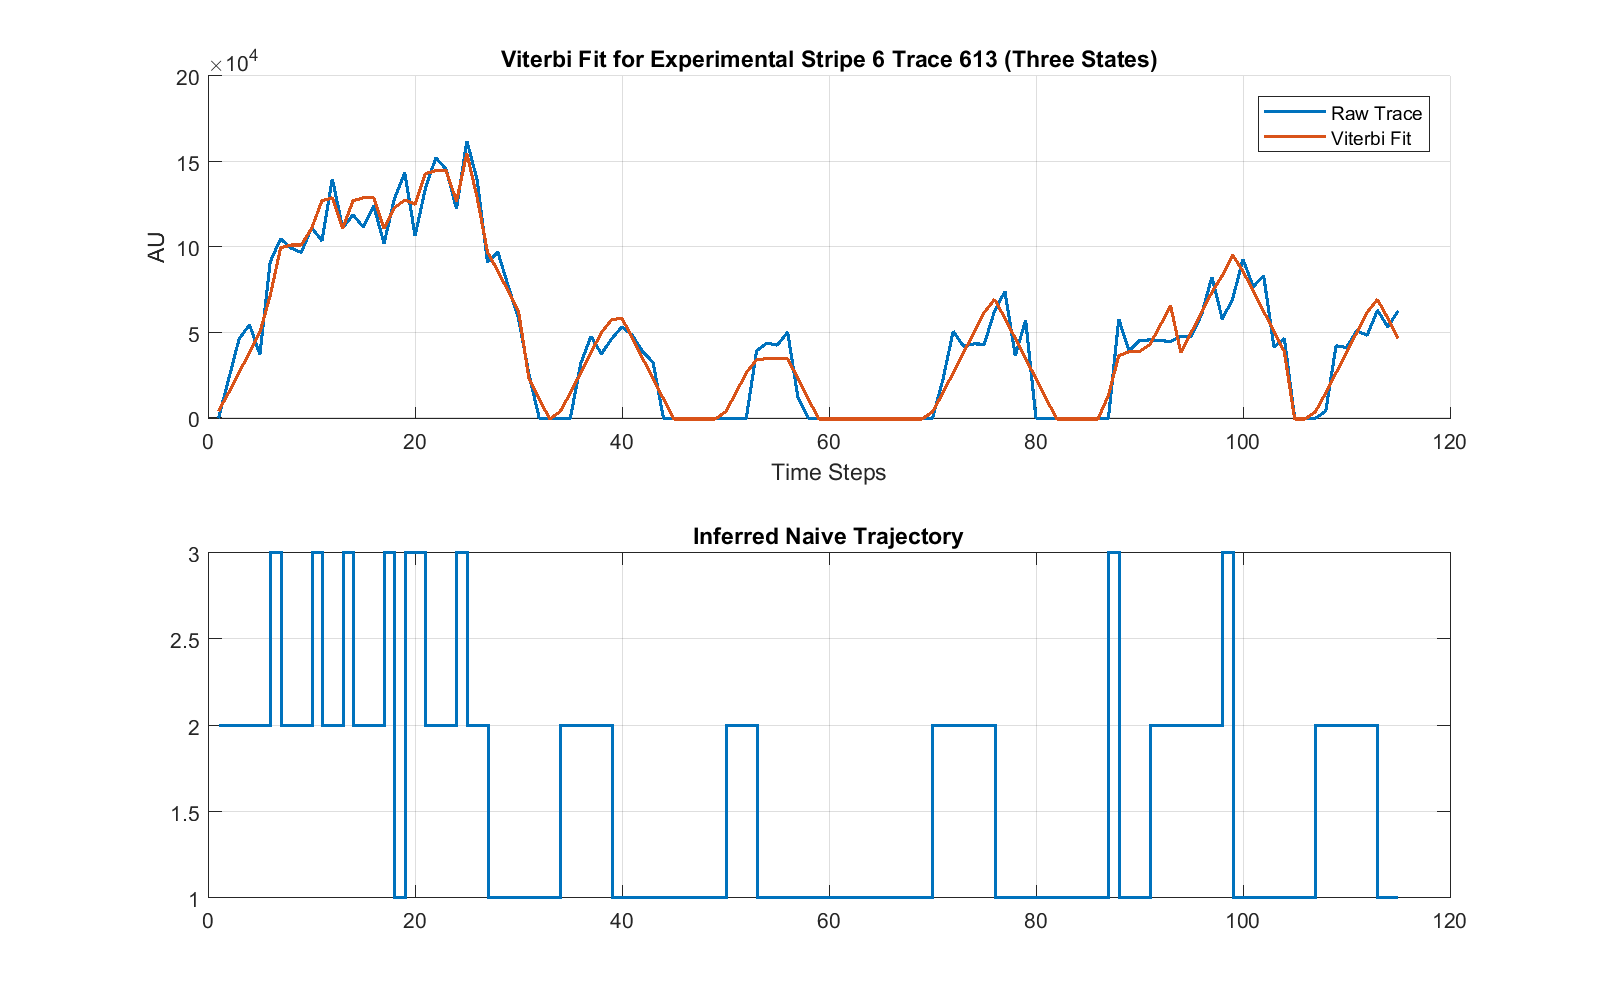 Viterbi Fit for Experimental Stripe 6 Trace 613 (Three States)
×10^4
20
15
10
5
0
AU
Raw Trace
Viterbi Fit
0 20 40 60 80 100 120
Time Steps
Inferred Naive Trajectory
3
2.5
2
1.5
1
0 20 40 60 80 100 120